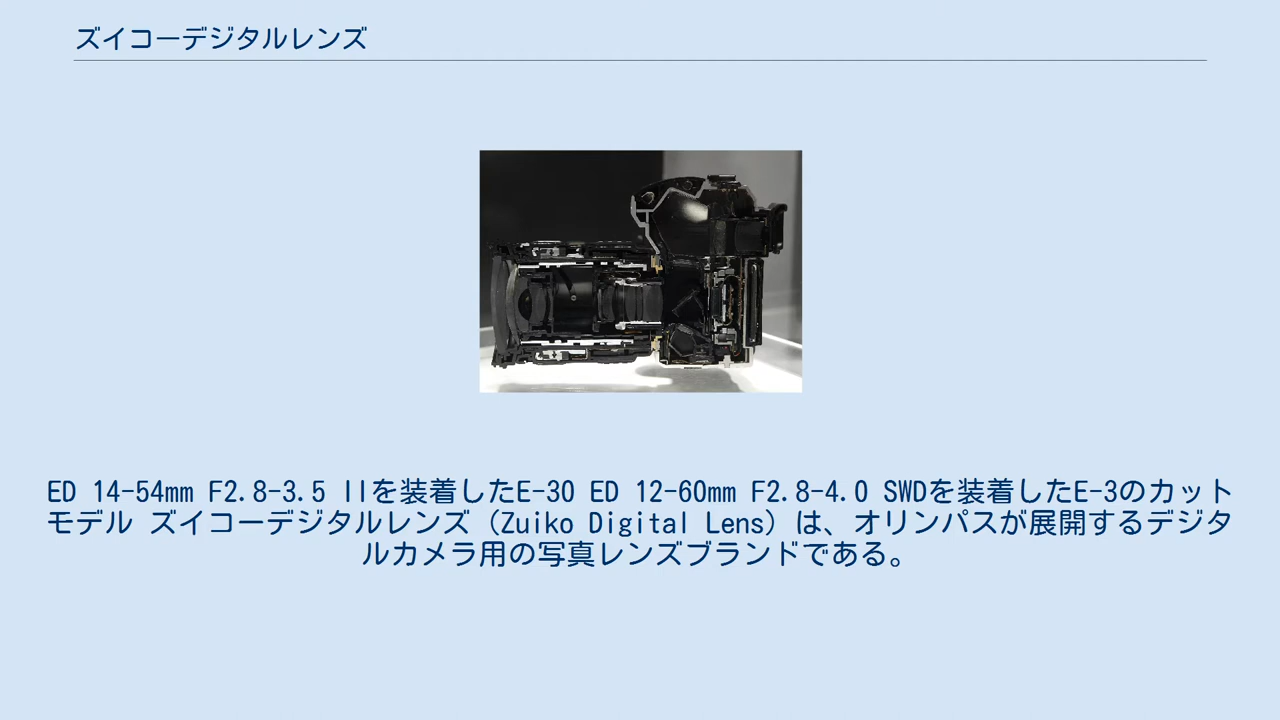 ズイコーデジタルレンズ
ED 14-54mm F2.8-3.5 IIを装着したE-30 ED 12-60mm F2.8-4.0 SWDを装着したE-3のカット
モデル ズイコーデジタルレンズ（Zuiko Digital Lens）は、オリンパスが展開するデジタ
ルカメラ用の写真レンズブランドである。